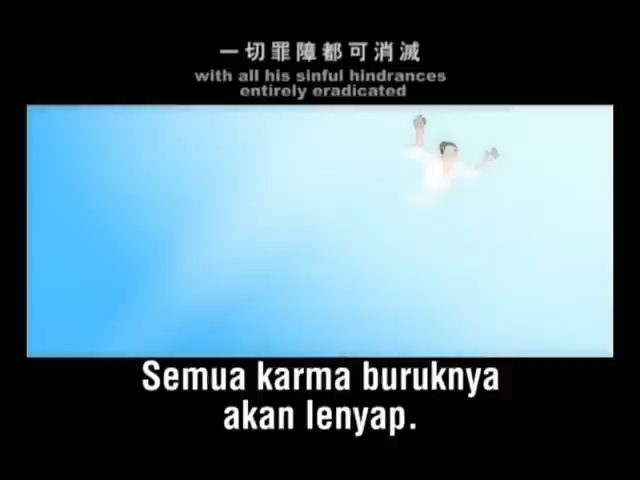 一切罪障都可消滅
with all his sinful hindrances
entirely eradicated
Semua karma buruknya
akan lenyap.